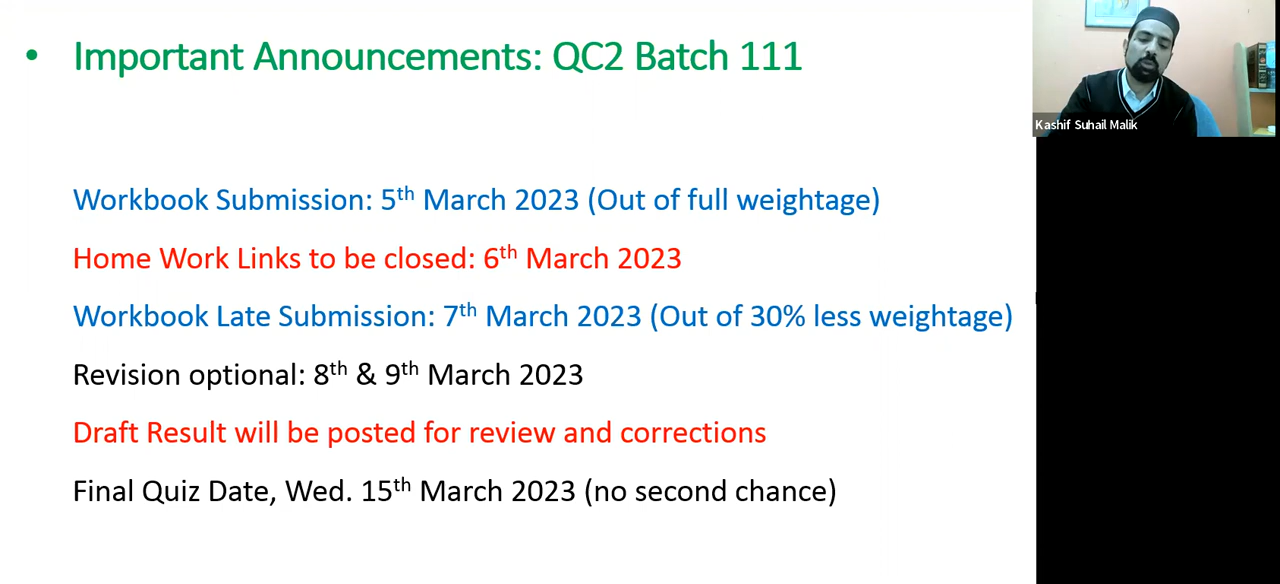 • Important Announcements: QC2 Batch 111
Kashif Suhail Malik
Workbook Submission: 5th March 2023 (Out of full weightage)
Home Work Links to be closed: 6th March 2023
Workbook Late Submission: 7th March 2023 (Out of 30% less weightage)
Revision optional: 8th & 9th March 2023
Draft Result will be posted for review and corrections
Final Quiz Date, Wed. 15th March 2023 (no second chance)